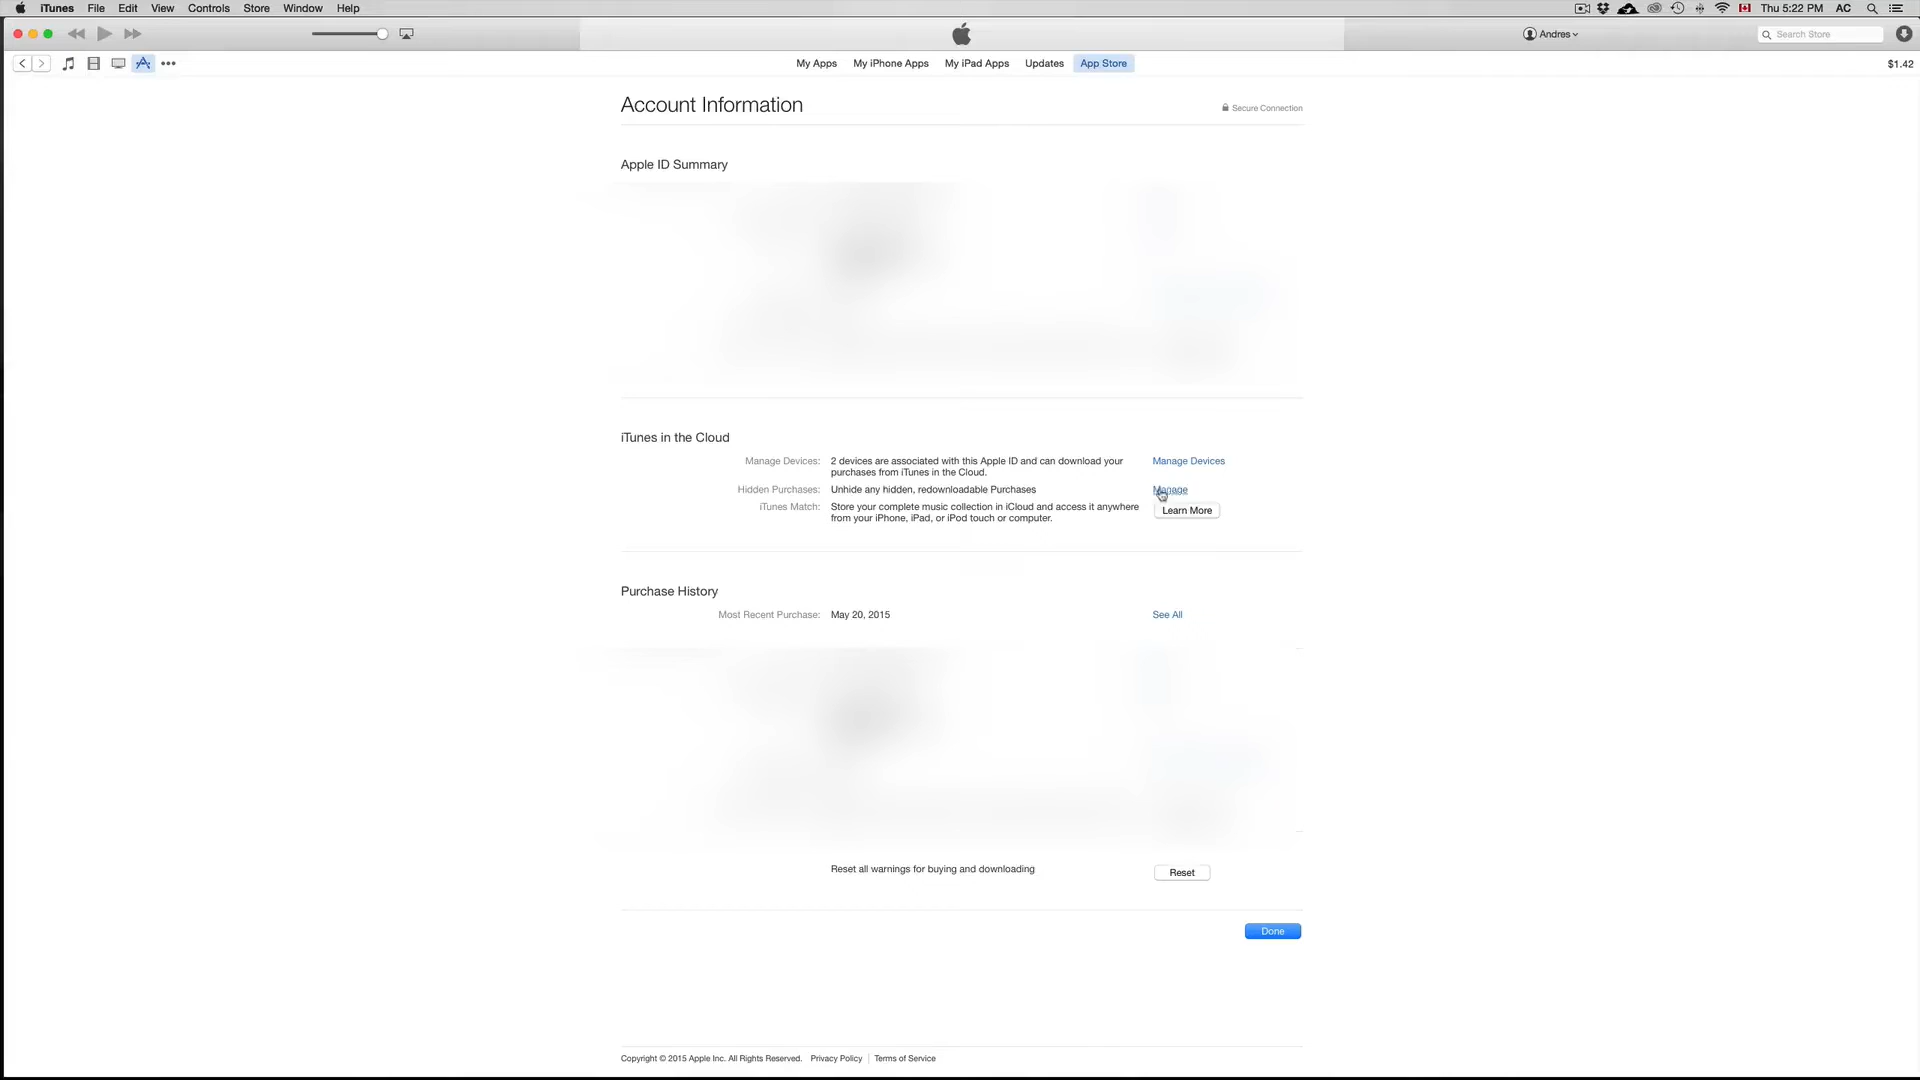 iTunes File Edit View Controls Store Window Help Thu 5:22 PM AC
Andres Search Store
My Apps My iPhone Apps My iPad Apps Updates App Store $1.42
Account Information Secure Connection
Apple ID Summary
iTunes in the Cloud
Manage Devices: 2 devices are associated with this Apple ID and can download your Manage Devices
purchases from iTunes in the Cloud.
Hidden Purchases: Unhide any hidden, redownloadable Purchases Manage
iTunes Match: Store your complete music collection in iCloud and access it anywhere Learn More
from your iPhone, iPad, or iPod touch or computer.
Purchase History
Most Recent Purchase: May 20, 2015 See All
Reset all warnings for buying and downloading Reset
Done
Copyright © 2015 Apple Inc. All Rights Reserved. Privacy Policy Terms of Service